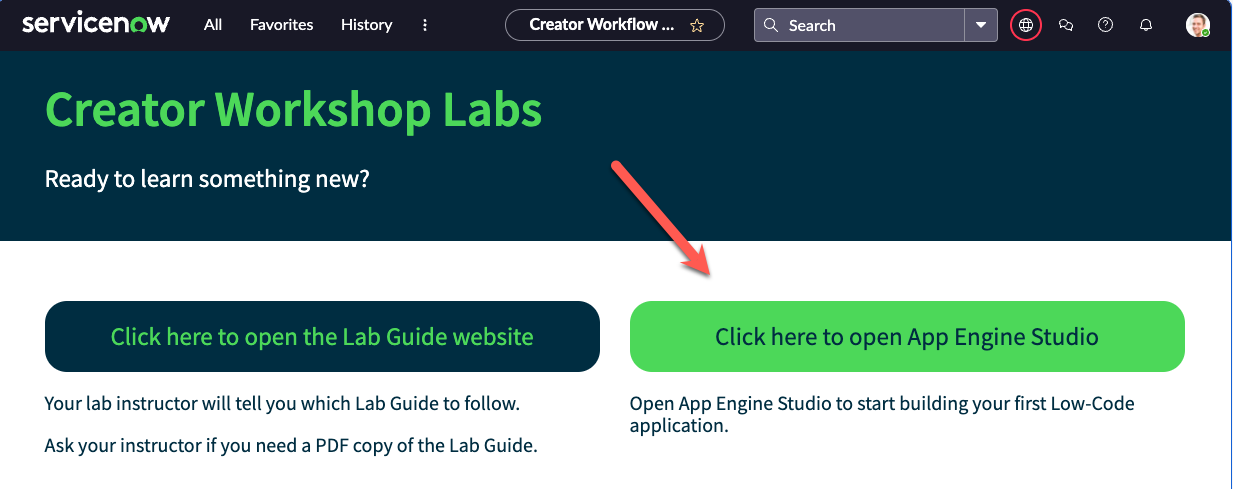 servicenow All Favorites History Creator Workflow ... Search
Creator Workshop Labs
Ready to learn something new?
Click here to open the Lab Guide website
Click here to open App Engine Studio
Your lab instructor will tell you which Lab Guide to follow.
Ask your instructor if you need a PDF copy of the Lab Guide.
Open App Engine Studio to start building your first Low-Code
application.